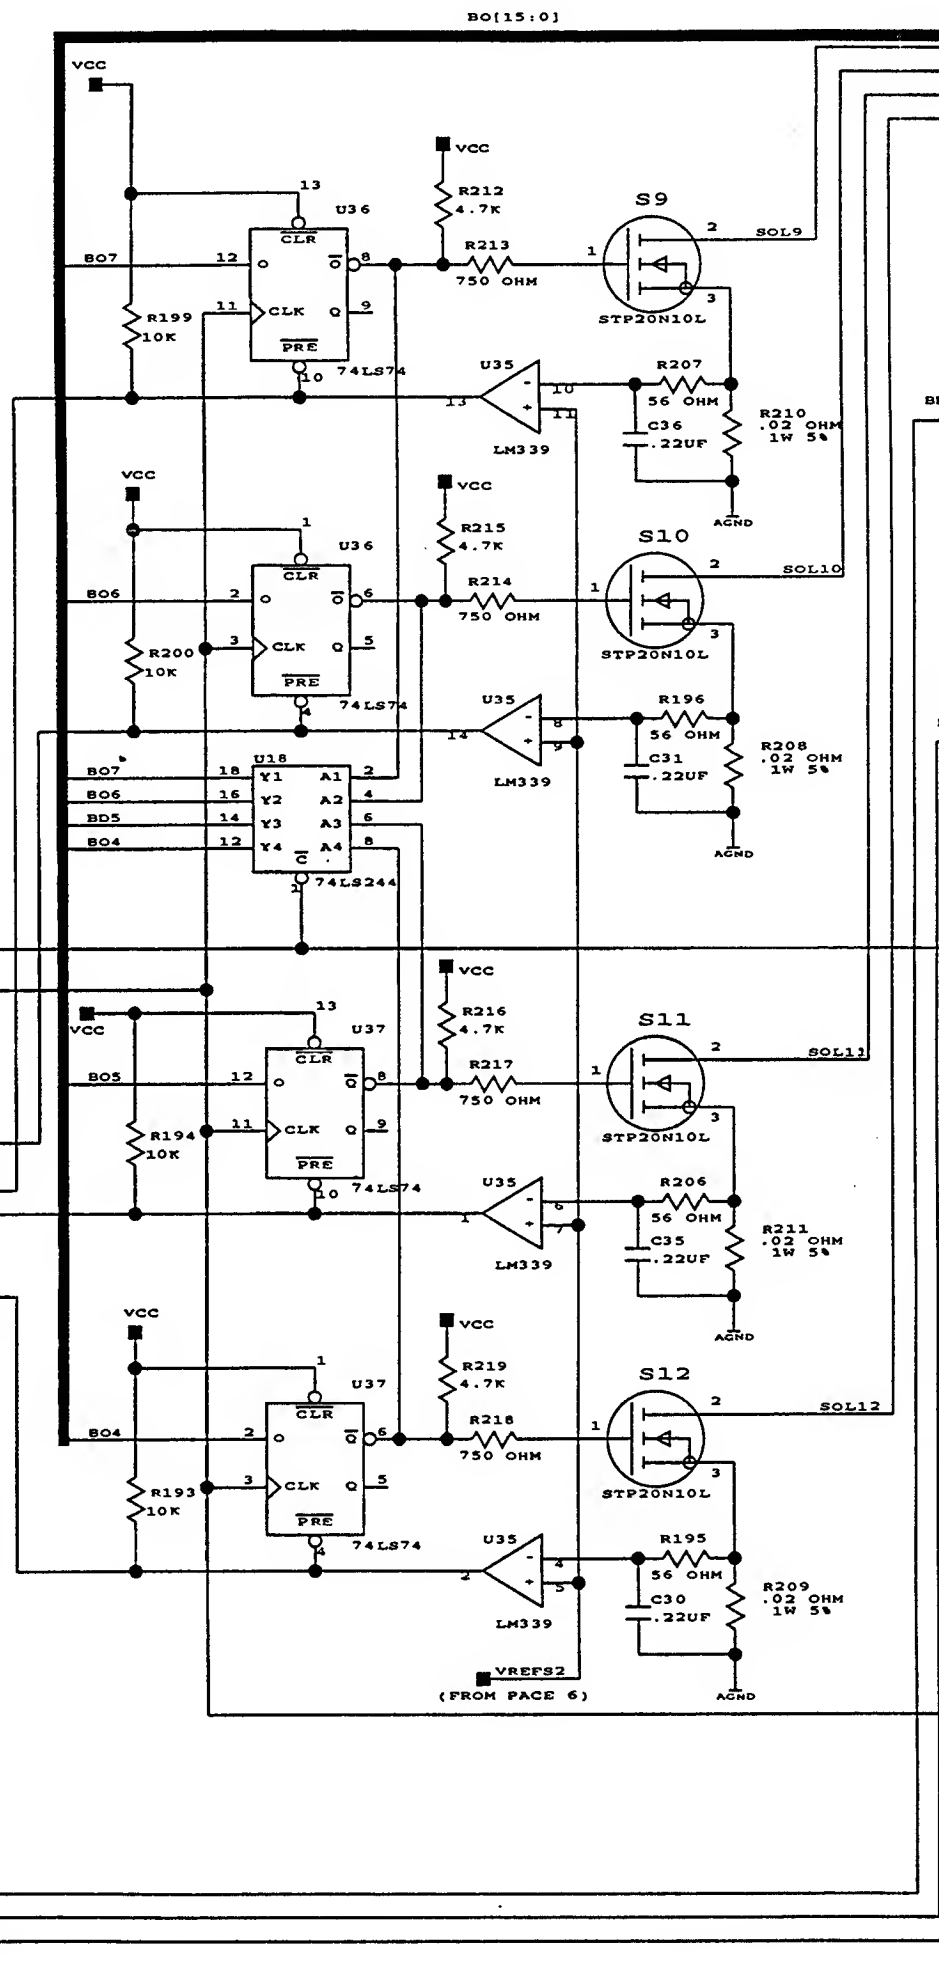 BO[15:0]
VCC
VCC
13
U36
R212
4.7K
S9
CLR
2
SOL9
BO7
12
O
O
8
R213
1
750 OHM
11
CLK
Q
9
3
STP20N10L
R199
10K
PRE
10
74LS74
U35
R207
13
-
10
56 OHM
+
11
C36
.22UF
R210
.02 OHM
1W 5%
LM339
VCC
VCC
AGND
1
U36
R215
4.7K
S10
CLR
2
SOL10
BO6
2
O
O
6
R214
1
750 OHM
3
CLK
Q
5
3
R200
10K
STP20N10L
PRE
4
74LS74
U35
R196
14
-
8
56 OHM
+
9
C31
.22UF
R208
.02 OHM
1W 5%
LM339
U18
BO7
18
Y1
A1
2
BO6
16
Y2
A2
4
BD5
14
Y3
A3
6
BO4
12
Y4
A4
8
C
1
74LS244
AGND
VCC
VCC
13
U37
R216
4.7K
S11
CLR
2
SOL11
BO5
12
O
Q
8
R217
1
750 OHM
11
CLK
Q
9
3
R194
10K
STP20N10L
PRE
10
74LS74
U35
R206
1
-
6
56 OHM
+
7
C35
.22UF
R211
.02 OHM
1W 5%
LM339
VCC
VCC
AGND
1
U37
R219
4.7K
S12
CLR
2
SOL12
BO4
2
O
Q
6
R218
1
750 OHM
3
CLK
Q
5
3
R193
10K
STP20N10L
PRE
4
74LS74
U35
R195
2
-
4
56 OHM
+
5
C30
.22UF
R209
.02 OHM
1W 5%
LM339
VREFS2
(FROM PACE 6)
AGND